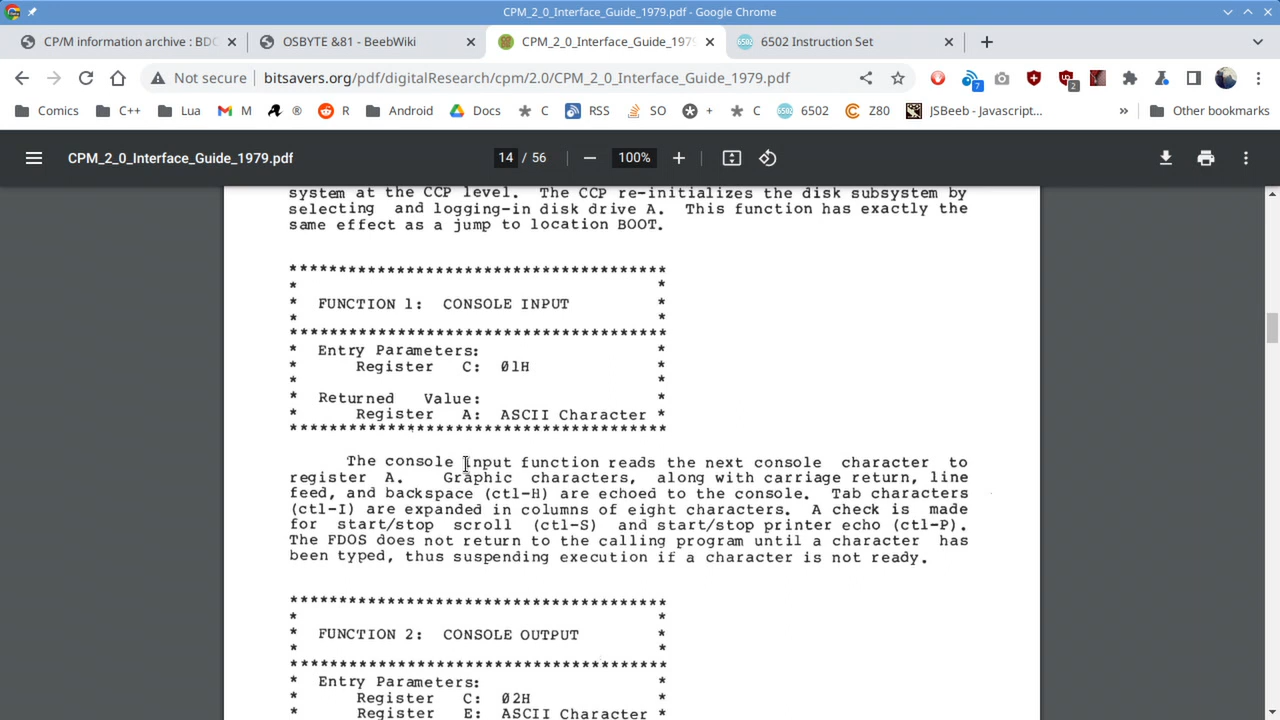 CPM_2_0_Interface_Guide_1979.pdf - Google Chrome
CP/M information archive : BDC
OSBYTE &81 - BeebWiki
CPM_2_0_Interface_Guide_1979
6502 Instruction Set
Not secure
bitsavers.org/pdf/digitalResearch/cpm/2.0/CPM_2_0_Interface_Guide_1979.pdf
7
2
Comics
C++
Lua
M
R
Android
Docs
C
RSS
SO
+
C
6502
Z80
JSBeeb - Javascript...
»
Other bookmarks
CPM_2_0_Interface_Guide_1979.pdf
14 / 56
100%
system at the CCP level. The CCP re-initializes the disk subsystem by
selecting and logging-in disk drive A. This function has exactly the
same effect as a jump to location BOOT.
***************************************
* *
* FUNCTION 1: CONSOLE INPUT *
* *
***************************************
* Entry Parameters: *
* Register C: 01H *
* *
* Returned Value: *
* Register A: ASCII Character *
***************************************
The console input function reads the next console character to
register A. Graphic characters, along with carriage return, line
feed, and backspace (ctl-H) are echoed to the console. Tab characters
(ctl-I) are expanded in columns of eight characters. A check is made
for start/stop scroll (ctl-S) and start/stop printer echo (ctl-P).
The FDOS does not return to the calling program until a character has
been typed, thus suspending execution if a character is not ready.
***************************************
* *
* FUNCTION 2: CONSOLE OUTPUT *
* *
***************************************
* Entry Parameters: *
* Register C: 02H *
* Register E: ASCII Character *